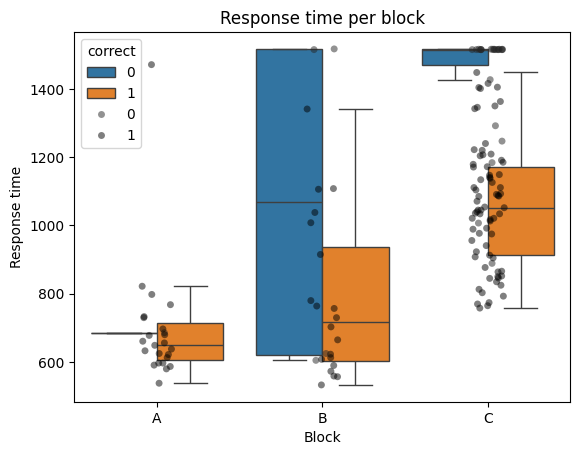 Response time per block
correct
0
1
0
1
Response time
1400
1200
1000
800
600
A
B
C
Block